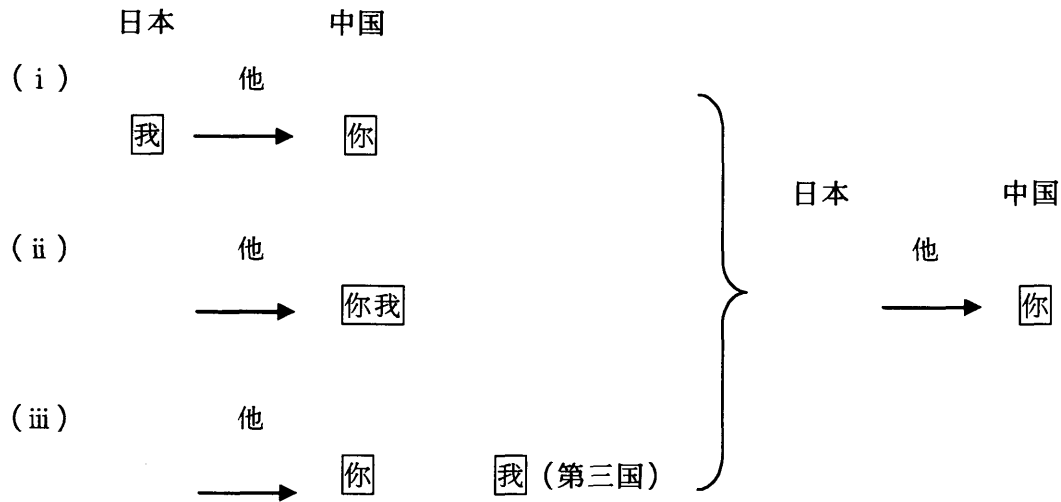 日本 中国
(ⅰ) 他
我 你
日本 中国
(ⅱ) 他 他
你我 你
(ⅲ) 他
你 我 (第三国)